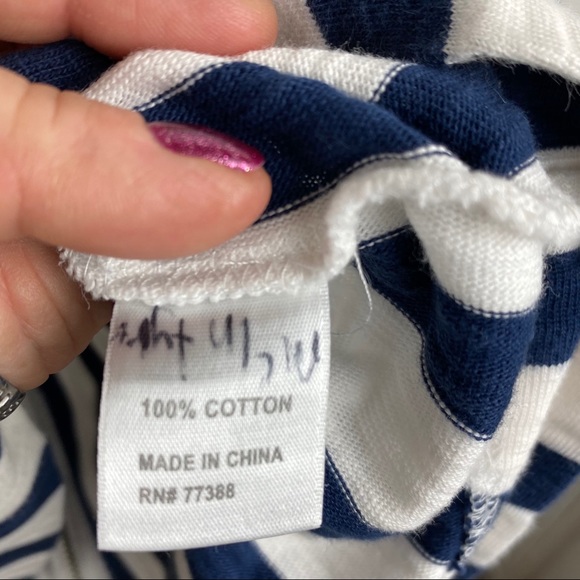 100% COTTON
MADE IN CHINA
RN# 77388